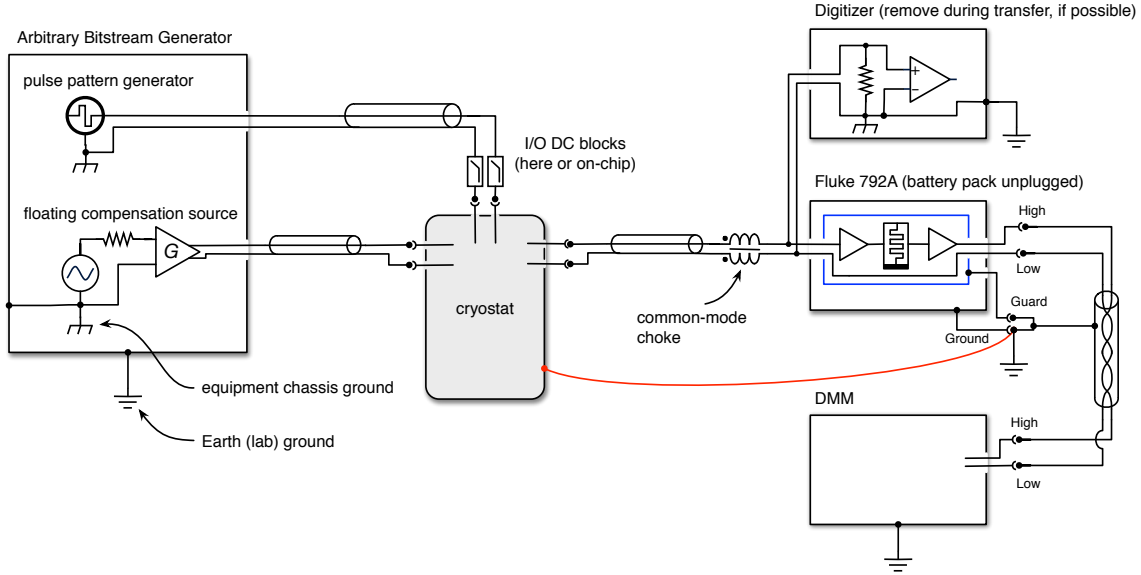 Digitizer (remove during transfer, if possible)
Arbitrary Bitstream Generator
pulse pattern generator
+
−
I/O DC blocks
(here or on-chip)
Fluke 792A (battery pack unplugged)
High
floating compensation source
G
Low
cryostat
common-mode
choke
Guard
Ground
equipment chassis ground
DMM
High
Earth (lab) ground
Low